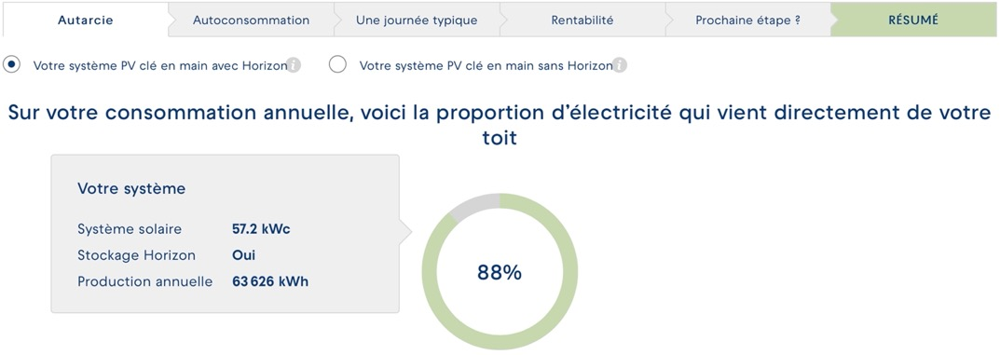 Autarcie
Autoconsommation
Une journée typique
Rentabilité
Prochaine étape ?
RÉSUMÉ
Votre système PV clé en main avec Horizon i
Votre système PV clé en main sans Horizon i
Sur votre consommation annuelle, voici la proportion d'électricité qui vient directement de votre
toit
Votre système
Système solaire 57.2 kWc
Stockage Horizon Oui
Production annuelle 63 626 kWh
88%